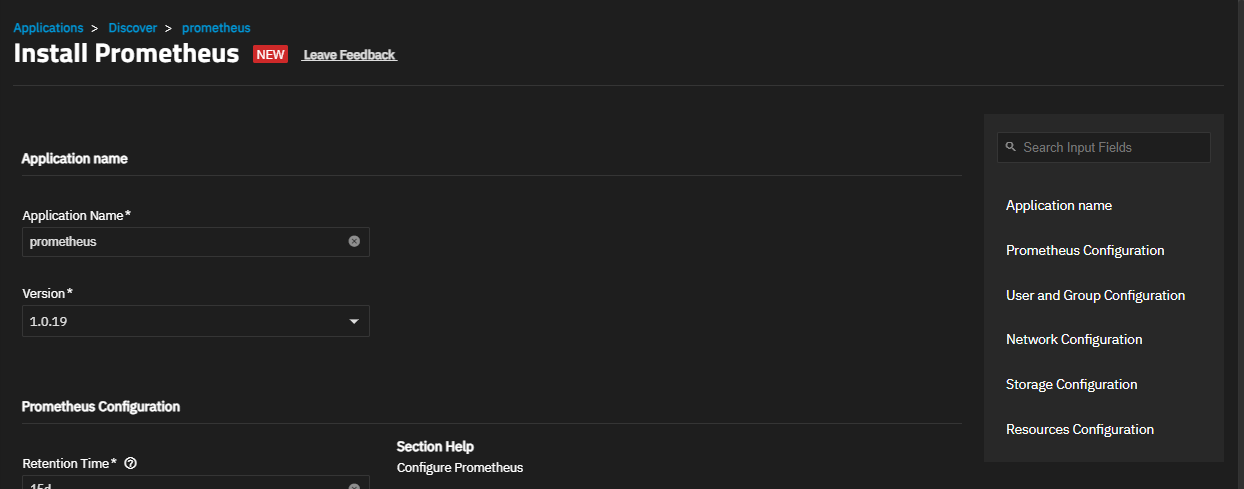 Applications > Discover > prometheus
Install Prometheus NEW Leave Feedback
Application name
Application Name*
prometheus
Version*
1.0.19
Prometheus Configuration
Retention Time*
15d
Section Help
Configure Prometheus
Search Input Fields
Application name
Prometheus Configuration
User and Group Configuration
Network Configuration
Storage Configuration
Resources Configuration